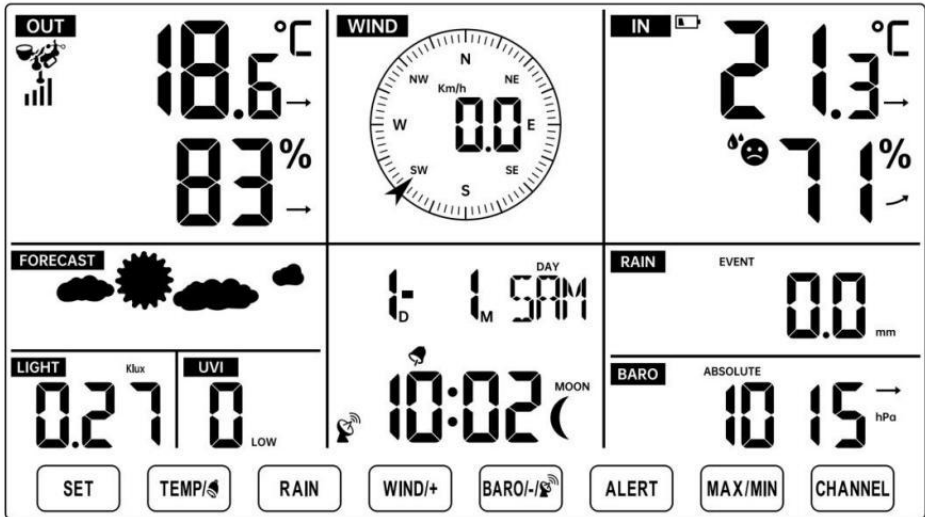 OUT
18.6 °C
83 %
WIND
N
NW NE
Km/h
0.0
W E
SW SE
S
IN
21.3 °C
71 %
FORECAST
DAY
1 D - 1 M SAM
10:02
MOON
RAIN EVENT
0.0 mm
LIGHT Klux
0.27
UVI
0 LOW
BARO ABSOLUTE
1015 hPa
SET TEMP/ RAIN WIND/+ BARO/-/ ALERT MAX/MIN CHANNEL